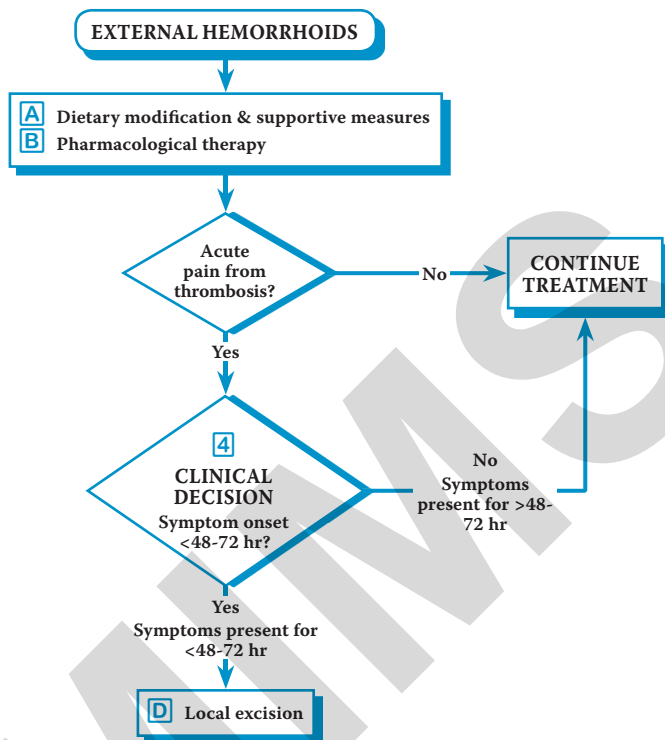 EXTERNAL HEMORRHOIDS
A Dietary modification & supportive measures
B Pharmacological therapy
Acute
pain from
thrombosis?
No
CONTINUE
TREATMENT
Yes
4
CLINICAL
DECISION
Symptom onset
<48-72 hr?
No
Symptoms
present for >48-
72 hr
Yes
Symptoms present for
<48-72 hr
D Local excision
MIMS